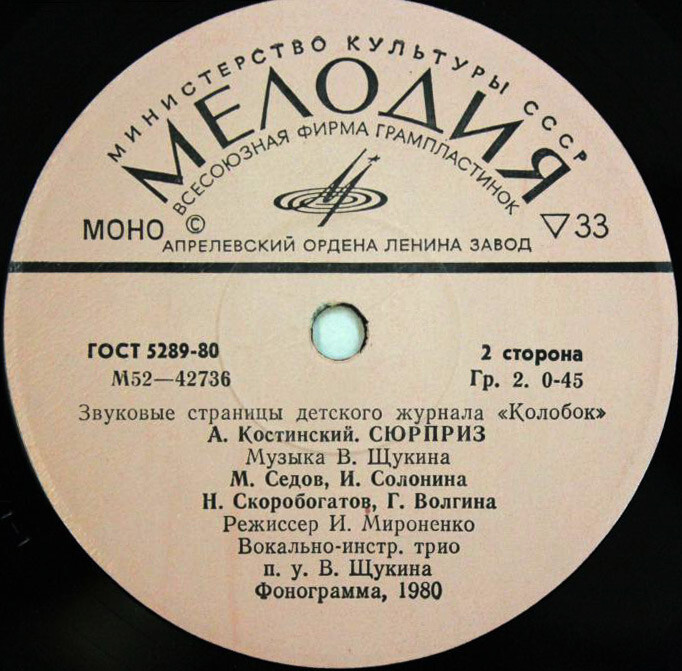 МИНИСТЕРСТВО КУЛЬТУРЫ СССР
МЕЛОДИЯ
ВСЕСОЮЗНАЯ ФИРМА ГРАМПЛАСТИНОК
МОНО © ▽33
АПРЕЛЕВСКИЙ ОРДЕНА ЛЕНИНА ЗАВОД
ГОСТ 5289-80 2 сторона
М52—42736 Гр. 2. 0-45
Звуковые страницы детского журнала «Колобок»
А. Костинский. СЮРПРИЗ
Музыка В. Щукина
М. Седов, И. Солонина
Н. Скоробогатов, Г. Волгина
Режиссер И. Мироненко
Вокально-инстр. трио
п. у. В. Щукина
Фонограмма, 1980